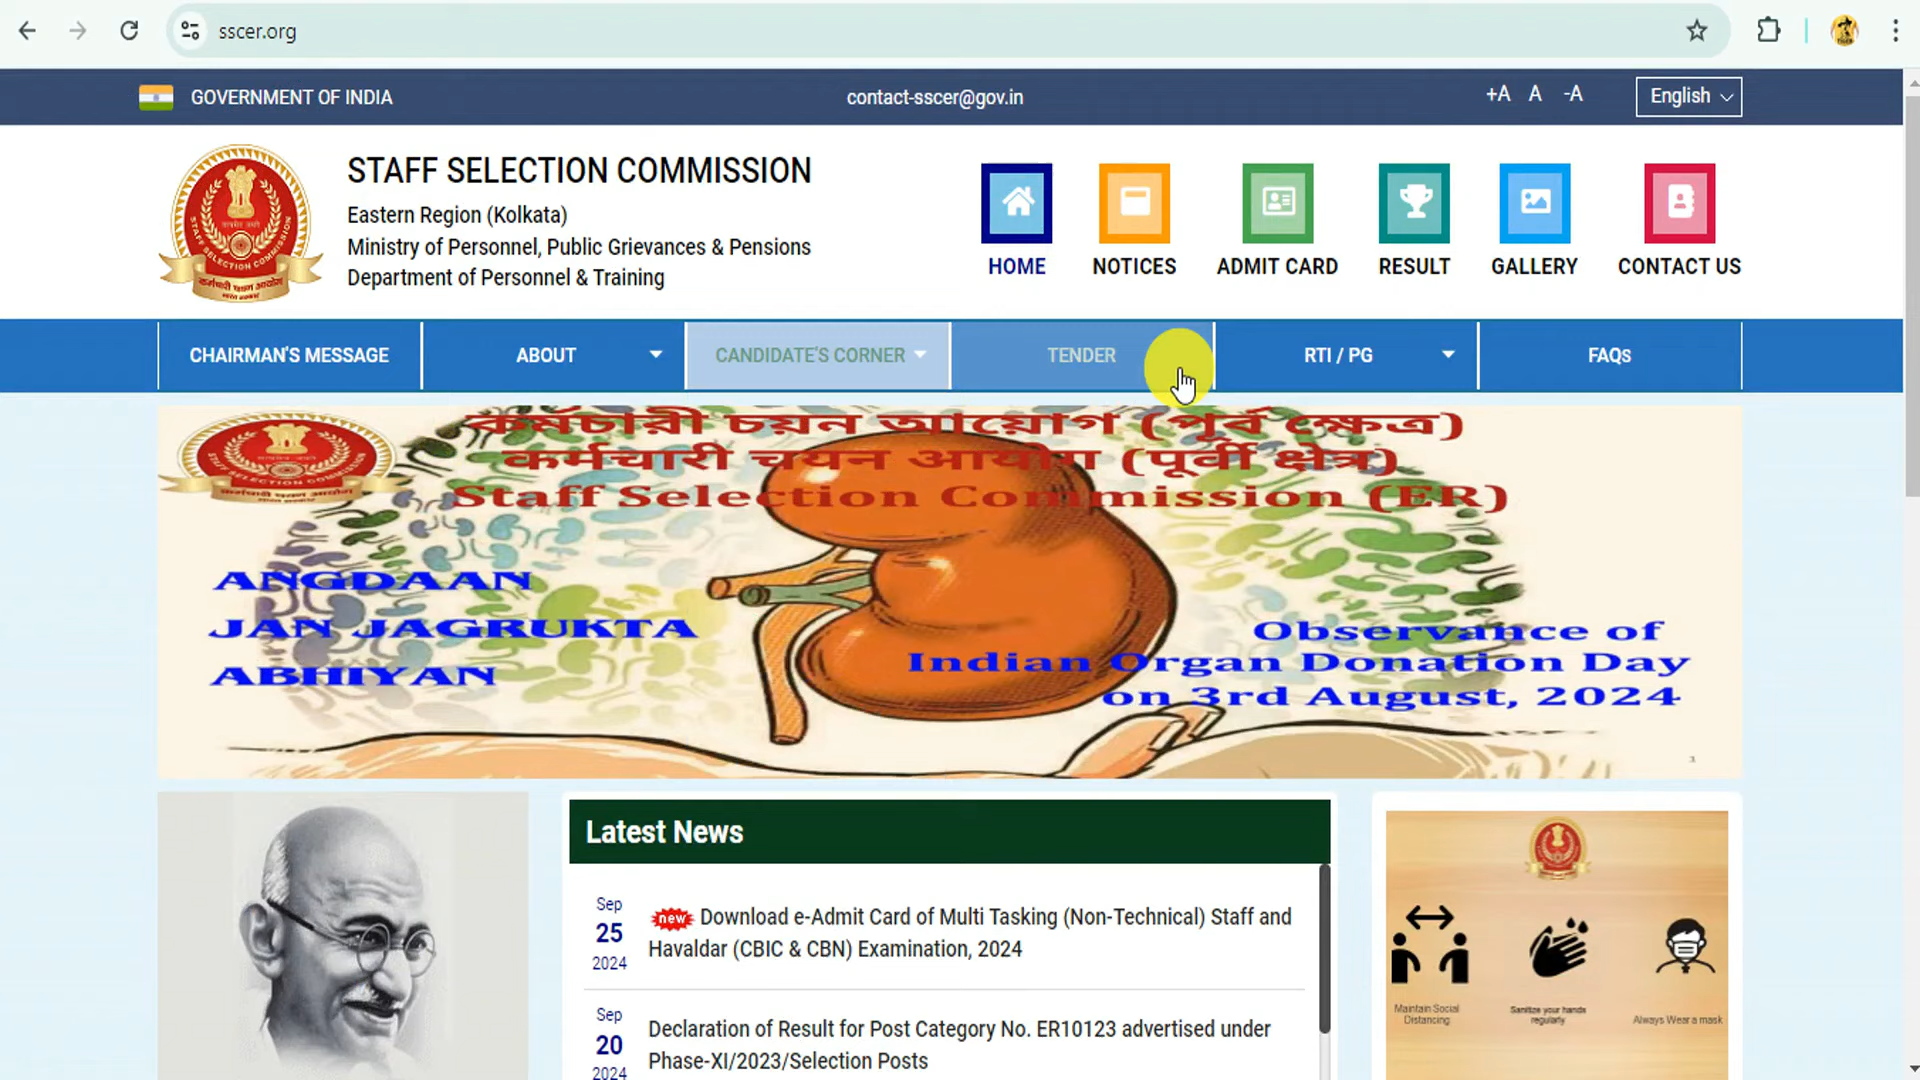 sscer.org
GOVERNMENT OF INDIA
contact-sscer@gov.in
+A A -A
English
STAFF SELECTION COMMISSION
Eastern Region (Kolkata)
Ministry of Personnel, Public Grievances & Pensions
Department of Personnel & Training
HOME
NOTICES
ADMIT CARD
RESULT
GALLERY
CONTACT US
CHAIRMAN'S MESSAGE
ABOUT
CANDIDATE'S CORNER
TENDER
RTI / PG
FAQs
কর্মচারী চয়ন আয়োগ (পূর্ব ক্ষেত্র)
कर्मचारी चयन आयोग (पूर्वी क्षेत्र)
Staff Selection Commission (ER)
ANGDAAN
JAN JAGRUKTA
ABHIYAN
Observance of
Indian Organ Donation Day
on 3rd August, 2024
Latest News
Sep
25
2024
new Download e-Admit Card of Multi Tasking (Non-Technical) Staff and
Havaldar (CBIC & CBN) Examination, 2024
Sep
20
2024
Declaration of Result for Post Category No. ER10123 advertised under
Phase-XI/2023/Selection Posts
Maintain Social
Distancing
Sanitize your hands
regularly
Always Wear a mask